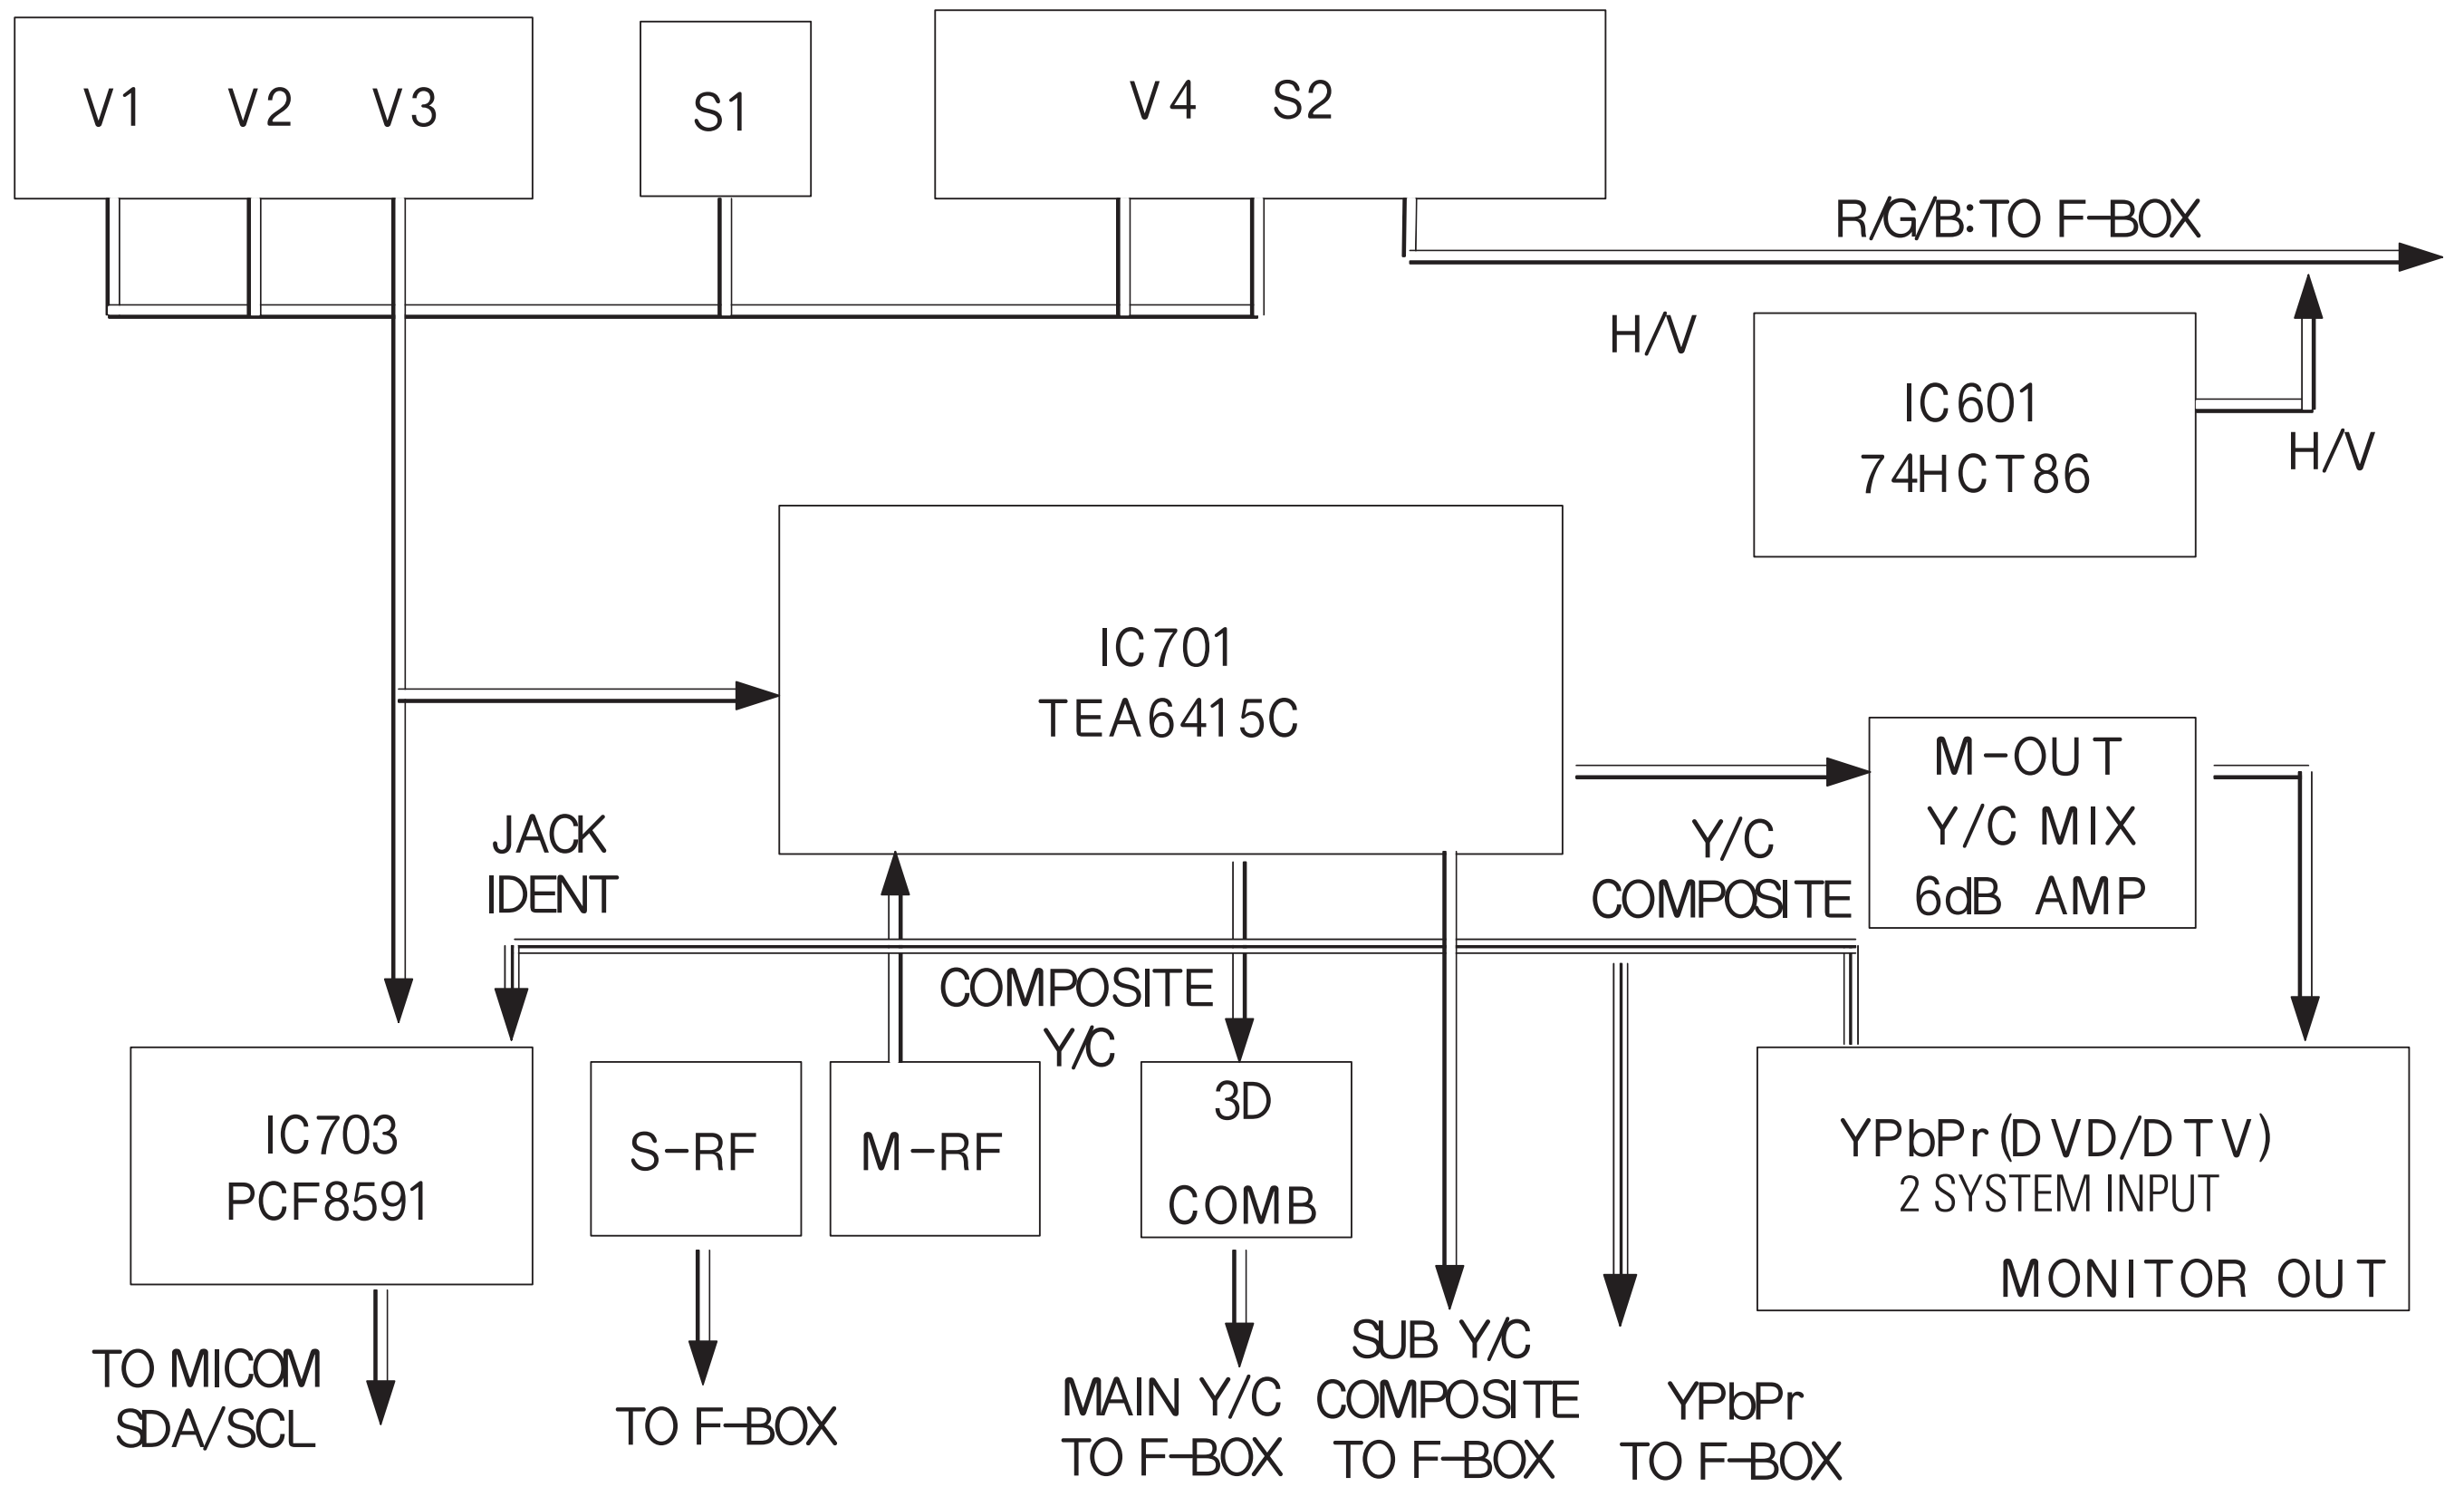 V1 V2 V3
S1
V4 S2
R/G/B:TO F-BOX
H/V
IC601
74HCT86
H/V
IC701
TEA6415C
M-OUT
Y/C MIX
6dB AMP
JACK
IDENT
Y/C
COMPOSITE
COMPOSITE
Y/C
IC703
PCF8591
S-RF
M-RF
3D
COMB
YPbPr(DVD/DTV)
2 SYSTEM INPUT
MONITOR OUT
TO MICOM
SDA/SCL
TO F-BOX
MAIN Y/C
TO F-BOX
SUB Y/C
COMPOSITE
TO F-BOX
YPbPr
TO F-BOX